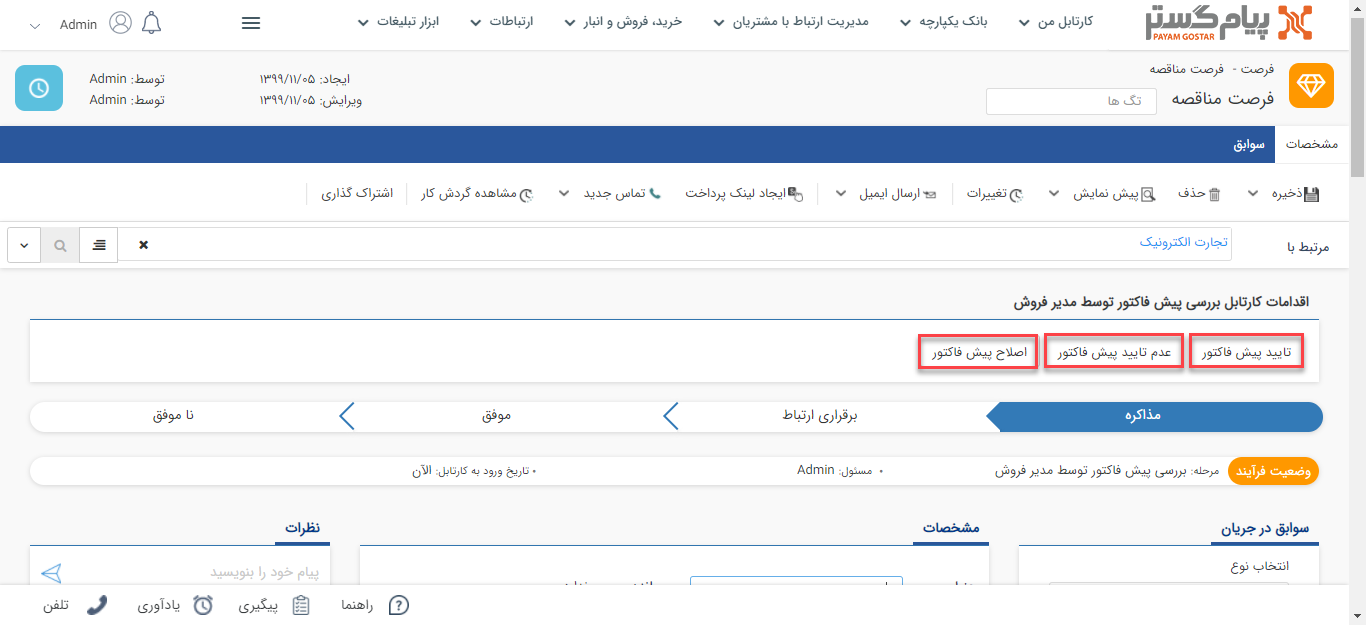 پیام گستر
PAYAM GOSTAR
کارتابل من
بانک یکپارچه
مدیریت ارتباط با مشتریان
خرید، فروش و انبار
ارتباطات
ابزار تبلیغات
Admin
فرصت - فرصت مناقصه
فرصت مناقصه
تگ ها
ایجاد: ۱۳۹۹/۱۱/۰۵
توسط: Admin
ویرایش: ۱۳۹۹/۱۱/۰۵
توسط: Admin
مشخصات
سوابق
ذخیره
حذف
پیش نمایش
تغییرات
ارسال ایمیل
ایجاد لینک پرداخت
تماس جدید
مشاهده گردش کار
اشتراک گذاری
مرتبط با
تجارت الکترونیک
اقدامات کارتابل بررسی پیش فاکتور توسط مدیر فروش
تایید پیش فاکتور
عدم تایید پیش فاکتور
اصلاح پیش فاکتور
مذاکره
برقراری ارتباط
موفق
نا موفق
وضعیت فرآیند
مرحله: بررسی پیش فاکتور توسط مدیر فروش
• مسئول: Admin
• تاریخ ورود به کارتابل: الآن
سوابق در جریان
مشخصات
نظرات
انتخاب نوع
پیام خود را بنویسید
راهنما
پیگیری
یادآوری
تلفن